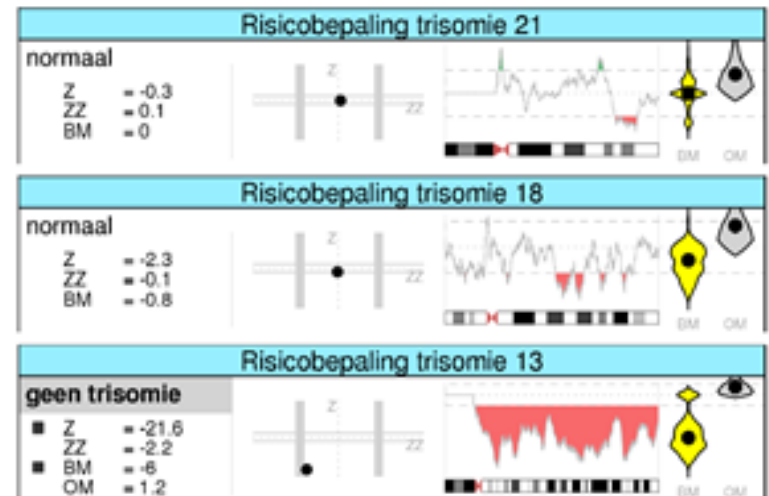 Risicobepaling trisomie 21
normaal
Z = -0.3
ZZ = 0.1
BM = 0
Z
ZZ
BM OM
Risicobepaling trisomie 18
normaal
Z = -2.3
ZZ = -0.1
BM = -0.8
Z
ZZ
BM OM
Risicobepaling trisomie 13
geen trisomie
Z = -21.6
ZZ = -2.2
BM = -6
OM = 1.2
Z
ZZ
BM OM